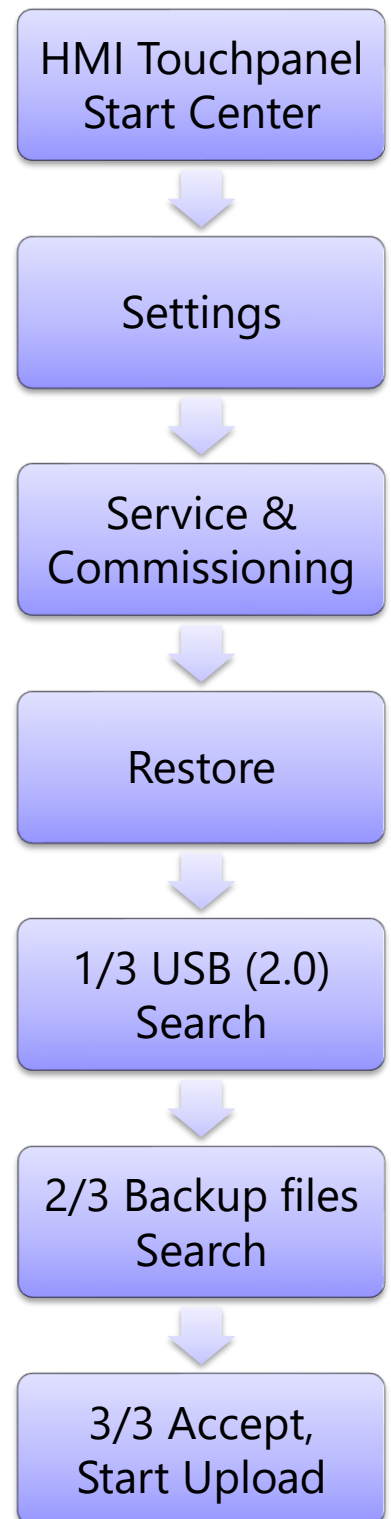 HMI Touchpanel
Start Center
Settings
Service &
Commissioning
Restore
1/3 USB (2.0)
Search
2/3 Backup files
Search
3/3 Accept,
Start Upload